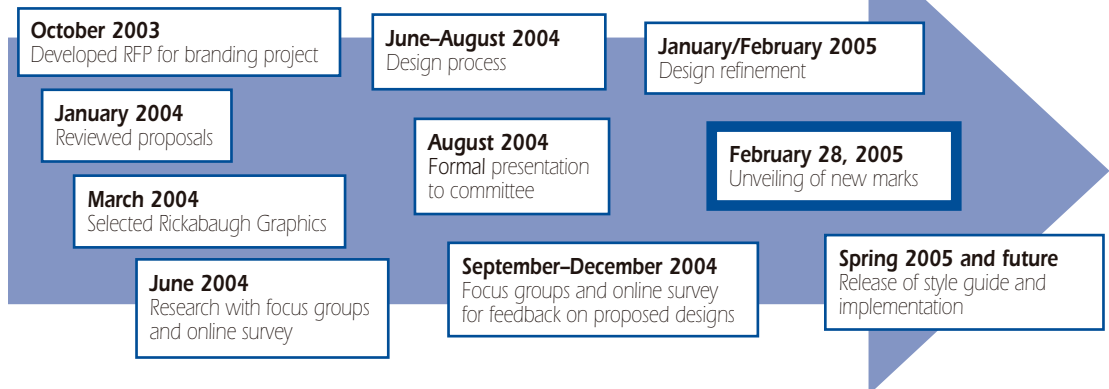 October 2003
Developed RFP for branding project
January 2004
Reviewed proposals
March 2004
Selected Rickabaugh Graphics
June 2004
Research with focus groups
and online survey
June–August 2004
Design process
August 2004
Formal presentation
to committee
September–December 2004
Focus groups and online survey
for feedback on proposed designs
January/February 2005
Design refinement
February 28, 2005
Unveiling of new marks
Spring 2005 and future
Release of style guide and
implementation